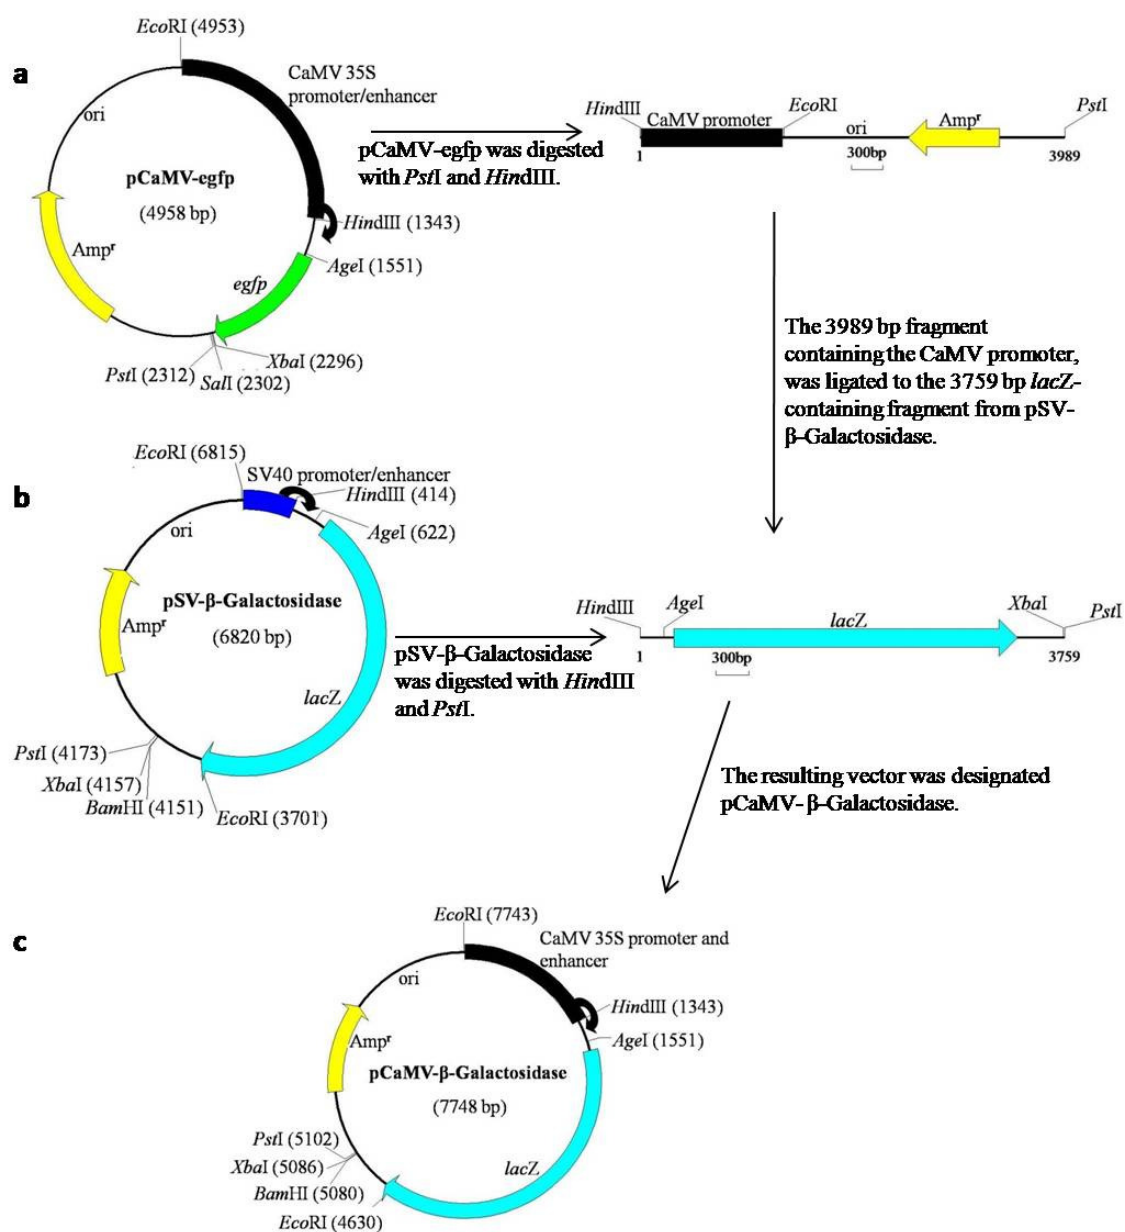 a
EcoRI (4953)
CaMV 35S
promoter/enhancer
ori
pCaMV-egfp
(4958 bp)
HindIII (1343)
AgeI (1551)
Ampr
egfp
XbaI (2296)
PstI (2312)
SalI (2302)
pCaMV-egfp was digested
with PstI and HindIII.
HindIII
CaMV promoter
EcoRI
ori
Ampr
PstI
1
300bp
3989
The 3989 bp fragment
containing the CaMV promoter,
was ligated to the 3759 bp lacZ-
containing fragment from pSV-
β-Galactosidase.
b
EcoRI (6815)
SV40 promoter/enhancer
HindIII (414)
AgeI (622)
ori
pSV-β-Galactosidase
(6820 bp)
Ampr
lacZ
PstI (4173)
XbaI (4157)
BamHI (4151)
EcoRI (3701)
pSV-β-Galactosidase
was digested with HindIII
and PstI.
HindIII
AgeI
lacZ
XbaI
PstI
1
300bp
3759
The resulting vector was designated
pCaMV- β-Galactosidase.
c
EcoRI (7743)
CaMV 35S promoter and
enhancer
ori
HindIII (1343)
AgeI (1551)
Ampr
pCaMV-β-Galactosidase
(7748 bp)
PstI (5102)
XbaI (5086)
BamHI (5080)
EcoRI (4630)
lacZ